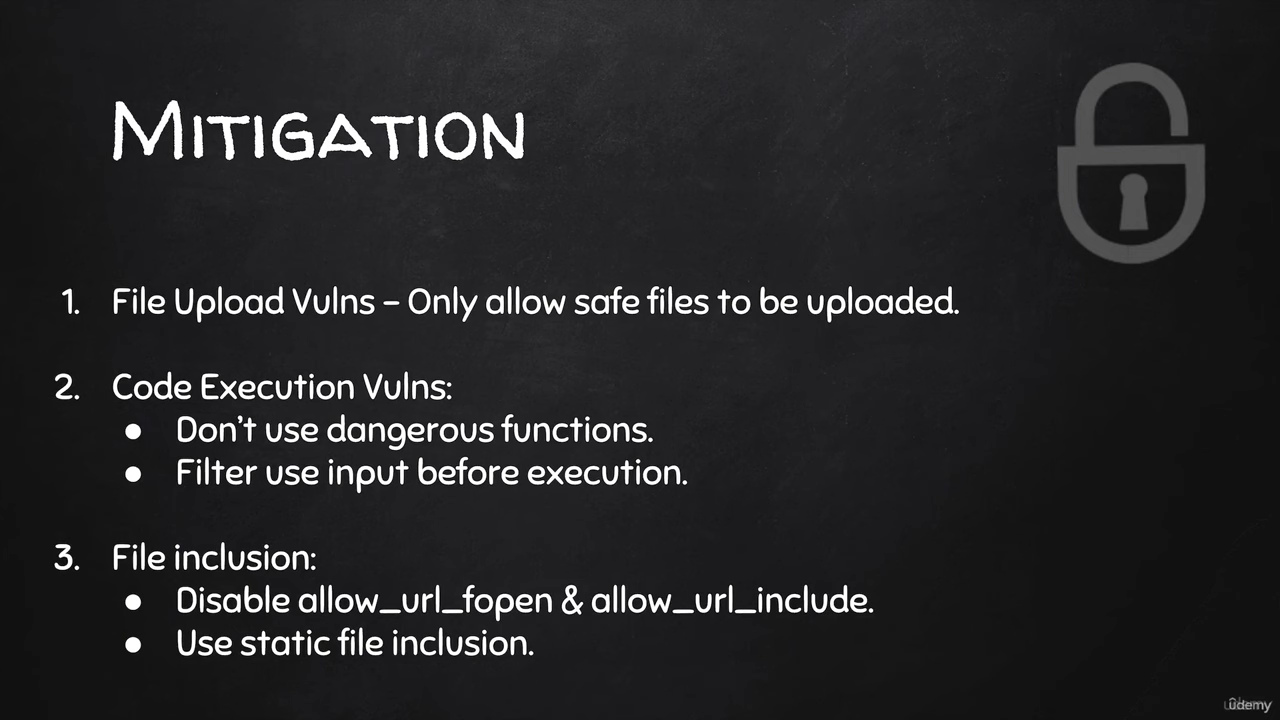 Mitigation
1. File Upload Vulns - Only allow safe files to be uploaded.
2. Code Execution Vulns:
● Don't use dangerous functions.
● Filter use input before execution.
3. File inclusion:
● Disable allow_url_fopen & allow_url_include.
● Use static file inclusion.
ûdemy